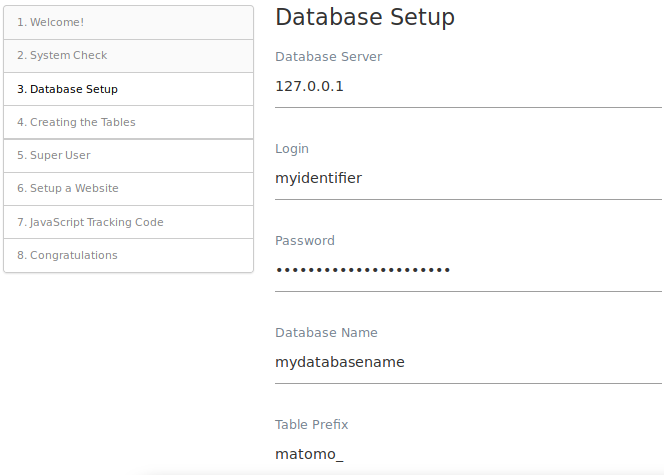 1. Welcome!
2. System Check
3. Database Setup
4. Creating the Tables
5. Super User
6. Setup a Website
7. JavaScript Tracking Code
8. Congratulations
Database Setup
Database Server
127.0.0.1
Login
myidentifier
Password
••••••••••••••••••••••
Database Name
mydatabasename
Table Prefix
matomo_